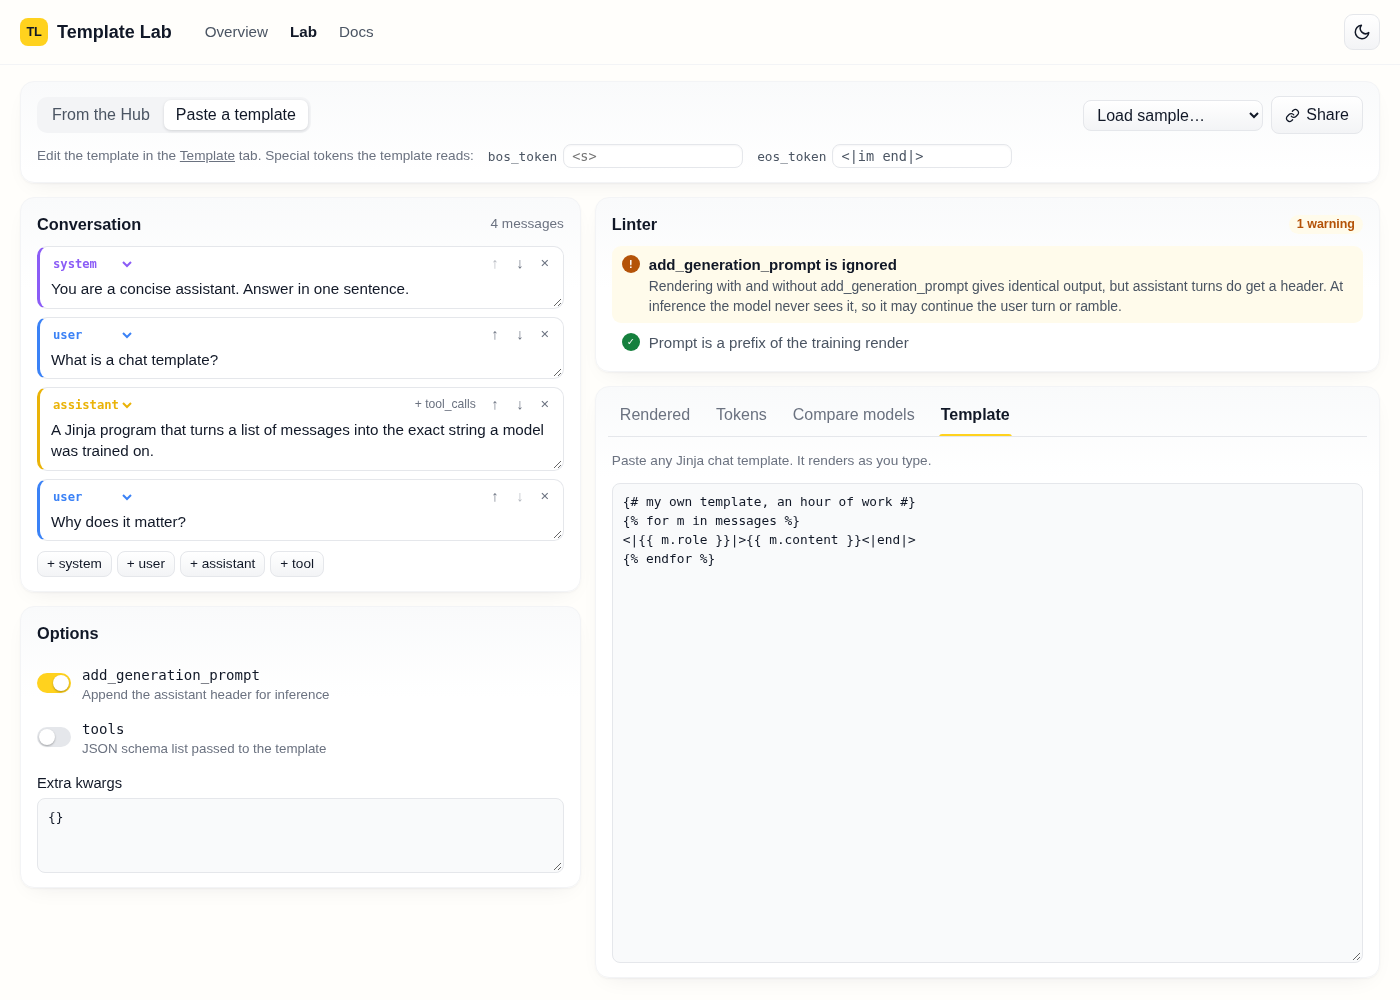 TL Template Lab Overview Lab Docs
From the Hub Paste a template Load sample… Share
Edit the template in the Template tab. Special tokens the template reads: bos_token <s> eos_token <|im_end|>
Conversation 4 messages
system ↑ ↓ ×
You are a concise assistant. Answer in one sentence.
user ↑ ↓ ×
What is a chat template?
assistant + tool_calls ↑ ↓ ×
A Jinja program that turns a list of messages into the exact string a model
was trained on.
user ↑ ↓ ×
Why does it matter?
+ system + user + assistant + tool
Options
add_generation_prompt
Append the assistant header for inference
tools
JSON schema list passed to the template
Extra kwargs
{}
Linter 1 warning
! add_generation_prompt is ignored
Rendering with and without add_generation_prompt gives identical output, but assistant turns do get a header. At
inference the model never sees it, so it may continue the user turn or ramble.
✓ Prompt is a prefix of the training render
Rendered Tokens Compare models Template
Paste any Jinja chat template. It renders as you type.
{# my own template, an hour of work #}
{% for m in messages %}
<|{{ m.role }}|>{{ m.content }}<|end|>
{% endfor %}